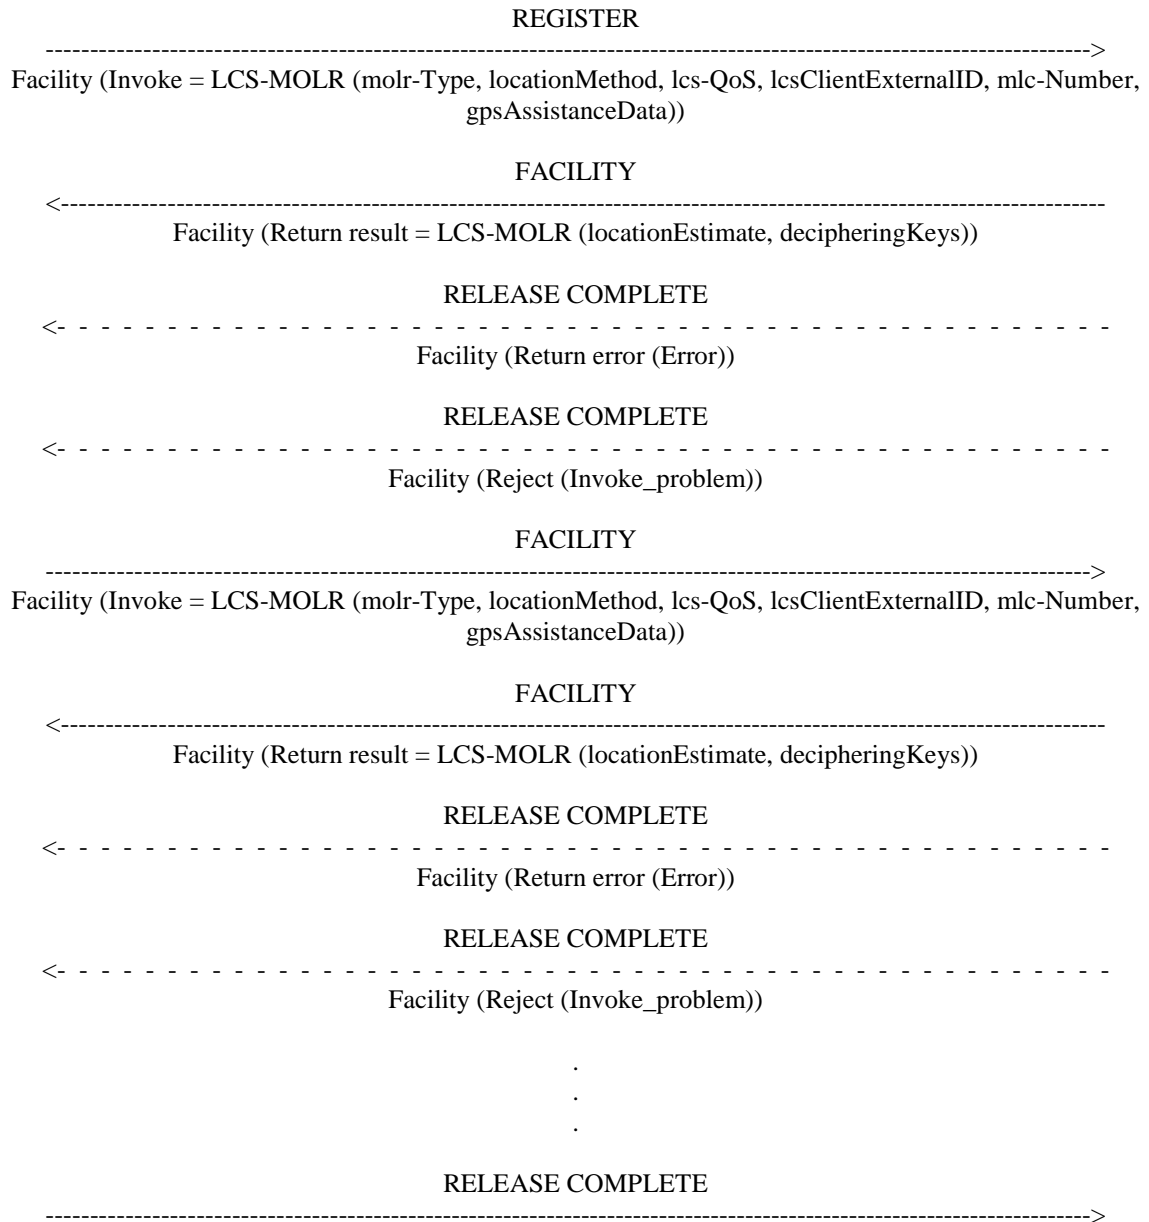 REGISTER
------------------------------------------------------------------------------------------------------------------------>
Facility (Invoke = LCS-MOLR (molr-Type, locationMethod, lcs-QoS, lcsClientExternalID, mlc-Number,
gpsAssistanceData))
FACILITY
<------------------------------------------------------------------------------------------------------------------------
Facility (Return result = LCS-MOLR (locationEstimate, decipheringKeys))
RELEASE COMPLETE
<- - - - - - - - - - - - - - - - - - - - - - - - - - - - - - - - - - - - - - - - - - - - - - - -
Facility (Return error (Error))
RELEASE COMPLETE
<- - - - - - - - - - - - - - - - - - - - - - - - - - - - - - - - - - - - - - - - - - - - - - - -
Facility (Reject (Invoke_problem))
FACILITY
------------------------------------------------------------------------------------------------------------------------>
Facility (Invoke = LCS-MOLR (molr-Type, locationMethod, lcs-QoS, lcsClientExternalID, mlc-Number,
gpsAssistanceData))
FACILITY
<------------------------------------------------------------------------------------------------------------------------
Facility (Return result = LCS-MOLR (locationEstimate, decipheringKeys))
RELEASE COMPLETE
<- - - - - - - - - - - - - - - - - - - - - - - - - - - - - - - - - - - - - - - - - - - - - - - -
Facility (Return error (Error))
RELEASE COMPLETE
<- - - - - - - - - - - - - - - - - - - - - - - - - - - - - - - - - - - - - - - - - - - - - - - -
Facility (Reject (Invoke_problem))
.
.
.
RELEASE COMPLETE
------------------------------------------------------------------------------------------------------------------------>